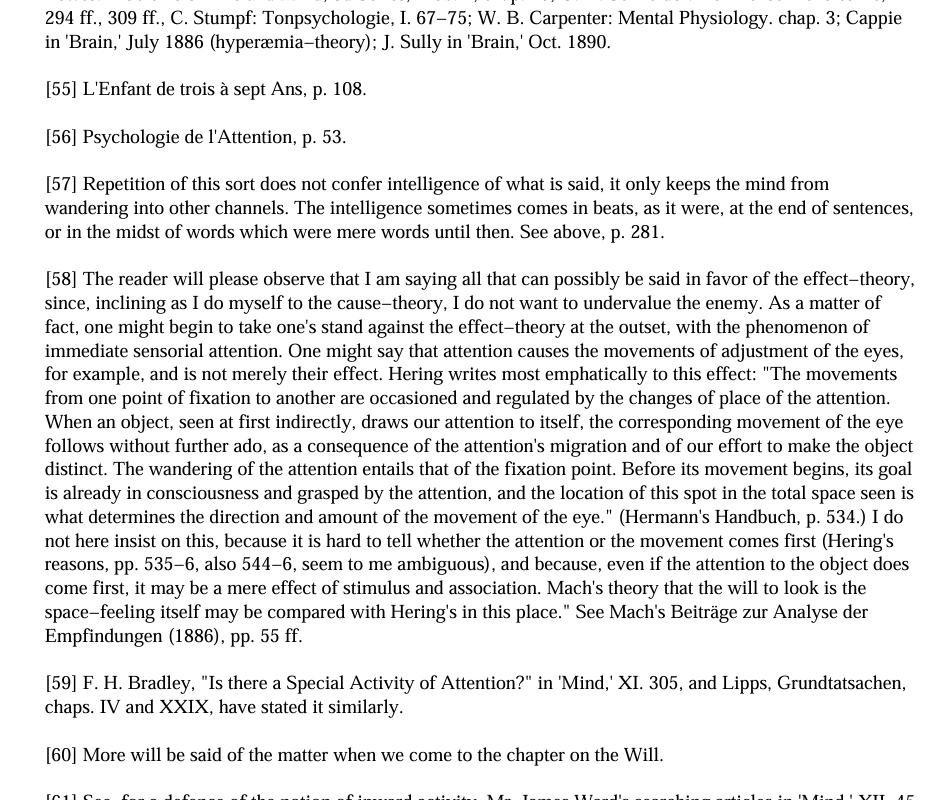 294 ff., 309 ff., C. Stumpf: Tonpsychologie, I. 67–75; W. B. Carpenter: Mental Physiology. chap. 3; Cappie
in 'Brain,' July 1886 (hyperæmia–theory); J. Sully in 'Brain,' Oct. 1890.
[55] L'Enfant de trois à sept Ans, p. 108.
[56] Psychologie de l'Attention, p. 53.
[57] Repetition of this sort does not confer intelligence of what is said, it only keeps the mind from
wandering into other channels. The intelligence sometimes comes in beats, as it were, at the end of sentences,
or in the midst of words which were mere words until then. See above, p. 281.
[58] The reader will please observe that I am saying all that can possibly be said in favor of the effect–theory,
since, inclining as I do myself to the cause–theory, I do not want to undervalue the enemy. As a matter of
fact, one might begin to take one's stand against the effect–theory at the outset, with the phenomenon of
immediate sensorial attention. One might say that attention causes the movements of adjustment of the eyes,
for example, and is not merely their effect. Hering writes most emphatically to this effect: "The movements
from one point of fixation to another are occasioned and regulated by the changes of place of the attention.
When an object, seen at first indirectly, draws our attention to itself, the corresponding movement of the eye
follows without further ado, as a consequence of the attention's migration and of our effort to make the object
distinct. The wandering of the attention entails that of the fixation point. Before its movement begins, its goal
is already in consciousness and grasped by the attention, and the location of this spot in the total space seen is
what determines the direction and amount of the movement of the eye." (Hermann's Handbuch, p. 534.) I do
not here insist on this, because it is hard to tell whether the attention or the movement comes first (Hering's
reasons, pp. 535–6, also 544–6, seem to me ambiguous), and because, even if the attention to the object does
come first, it may be a mere effect of stimulus and association. Mach's theory that the will to look is the
space–feeling itself may be compared with Hering's in this place." See Mach's Beiträge zur Analyse der
Empfindungen (1886), pp. 55 ff.
[59] F. H. Bradley, "Is there a Special Activity of Attention?" in 'Mind,' XI. 305, and Lipps, Grundtatsachen,
chaps. IV and XXIX, have stated it similarly.
[60] More will be said of the matter when we come to the chapter on the Will.
[61] See, for a defence of the notion of inward activity, Mr. James Ward's searching articles in 'Mind,' XII. 45